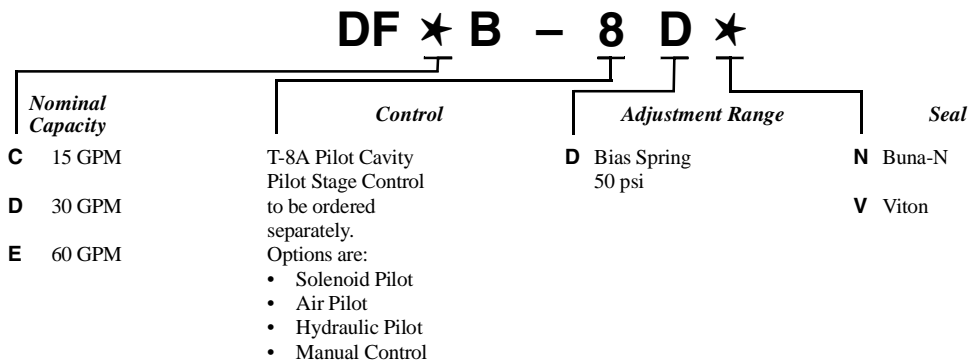 DF ✶ B – 8 D ✶
Nominal
Capacity
C 15 GPM
D 30 GPM
E 60 GPM
Control
T-8A Pilot Cavity
Pilot Stage Control
to be ordered
separately.
Options are:
• Solenoid Pilot
• Air Pilot
• Hydraulic Pilot
• Manual Control
Adjustment Range
D Bias Spring
50 psi
Seal
N Buna-N
V Viton